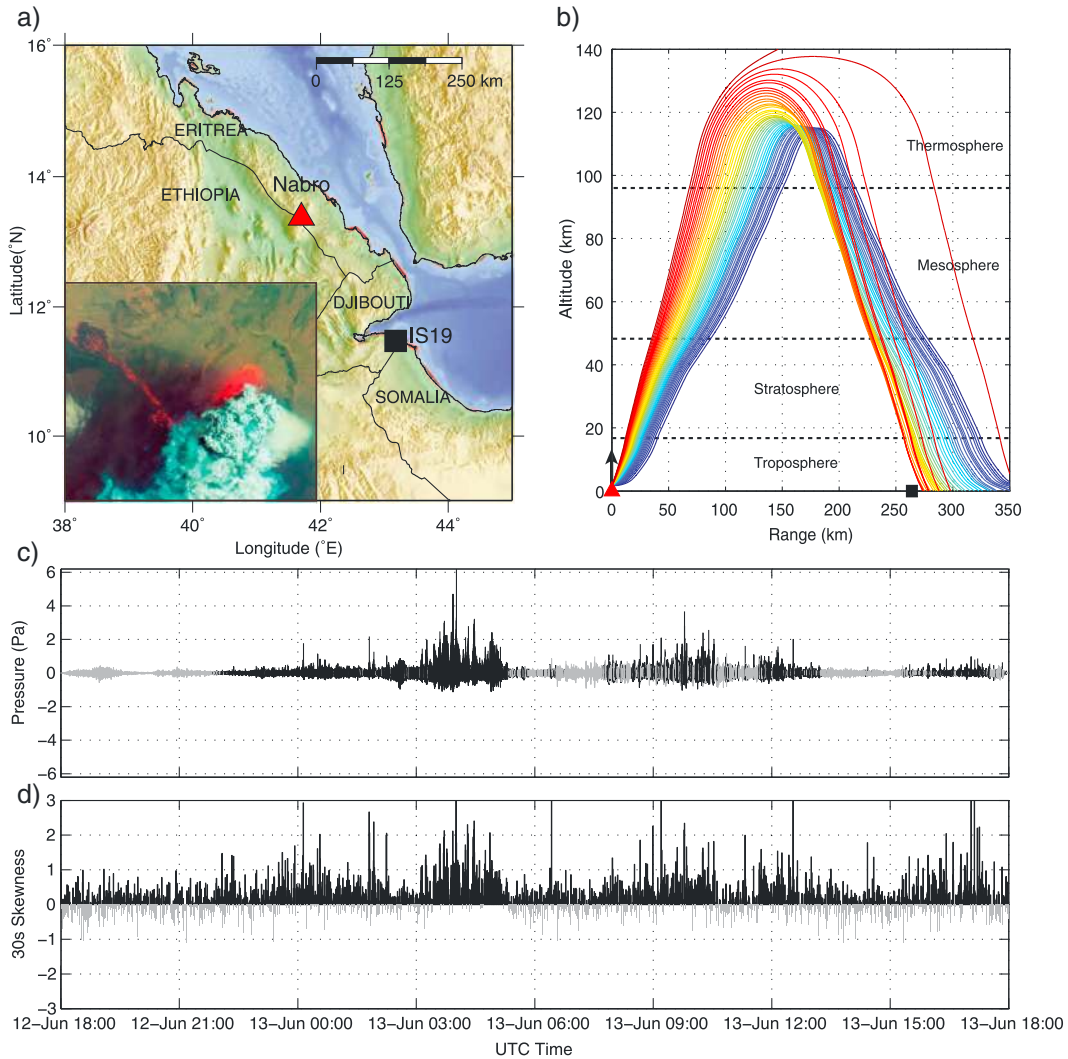 a)
16°
14°
12°
10°
38°
40°
42°
44°
Latitude(°N)
Longitude (°E)
0
125
250 km
ERITREA
ETHIOPIA
Nabro
DJIBOUTI
IS19
SOMALIA
b)
140
120
100
80
60
40
20
0
Altitude (km)
Thermosphere
Mesosphere
Stratosphere
Troposphere
0
50
100
150
200
250
300
350
Range (km)
c)
6
4
2
0
−2
−4
−6
Pressure (Pa)
d)
3
2
1
0
−1
−2
−3
30s Skewness
12−Jun 18:00
12−Jun 21:00
13−Jun 00:00
13−Jun 03:00
13−Jun 06:00
13−Jun 09:00
13−Jun 12:00
13−Jun 15:00
13−Jun 18:00
UTC Time